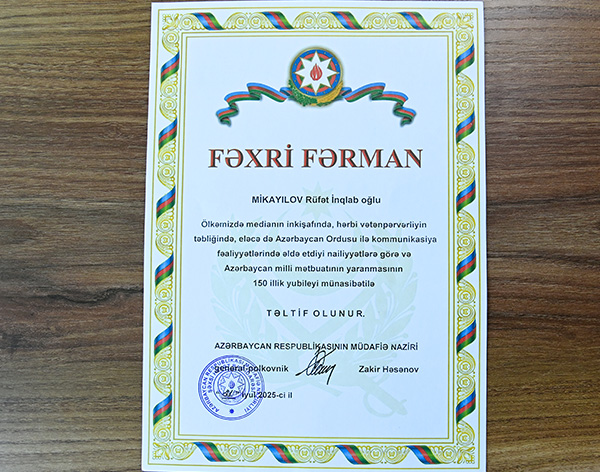 FƏXRİ FƏRMAN
MİKAYILOV Rüfət İnqlab oğlu
Ölkəmizdə medianın inkişafında, hərbi vətənpərvərliyin
təbliğində, eləcə də Azərbaycan Ordusu ilə kommunikasiya
fəaliyyətlərində əldə etdiyi nailiyyətlərə görə və
Azərbaycan milli mətbuatının yaranmasının
150 illik yubileyi münasibətilə
TƏLTİF OLUNUR.
AZƏRBAYCAN RESPUBLİKASININ MÜDAFİƏ NAZİRİ
general-polkovnik Zakir Həsənov
iyul 2025-ci il